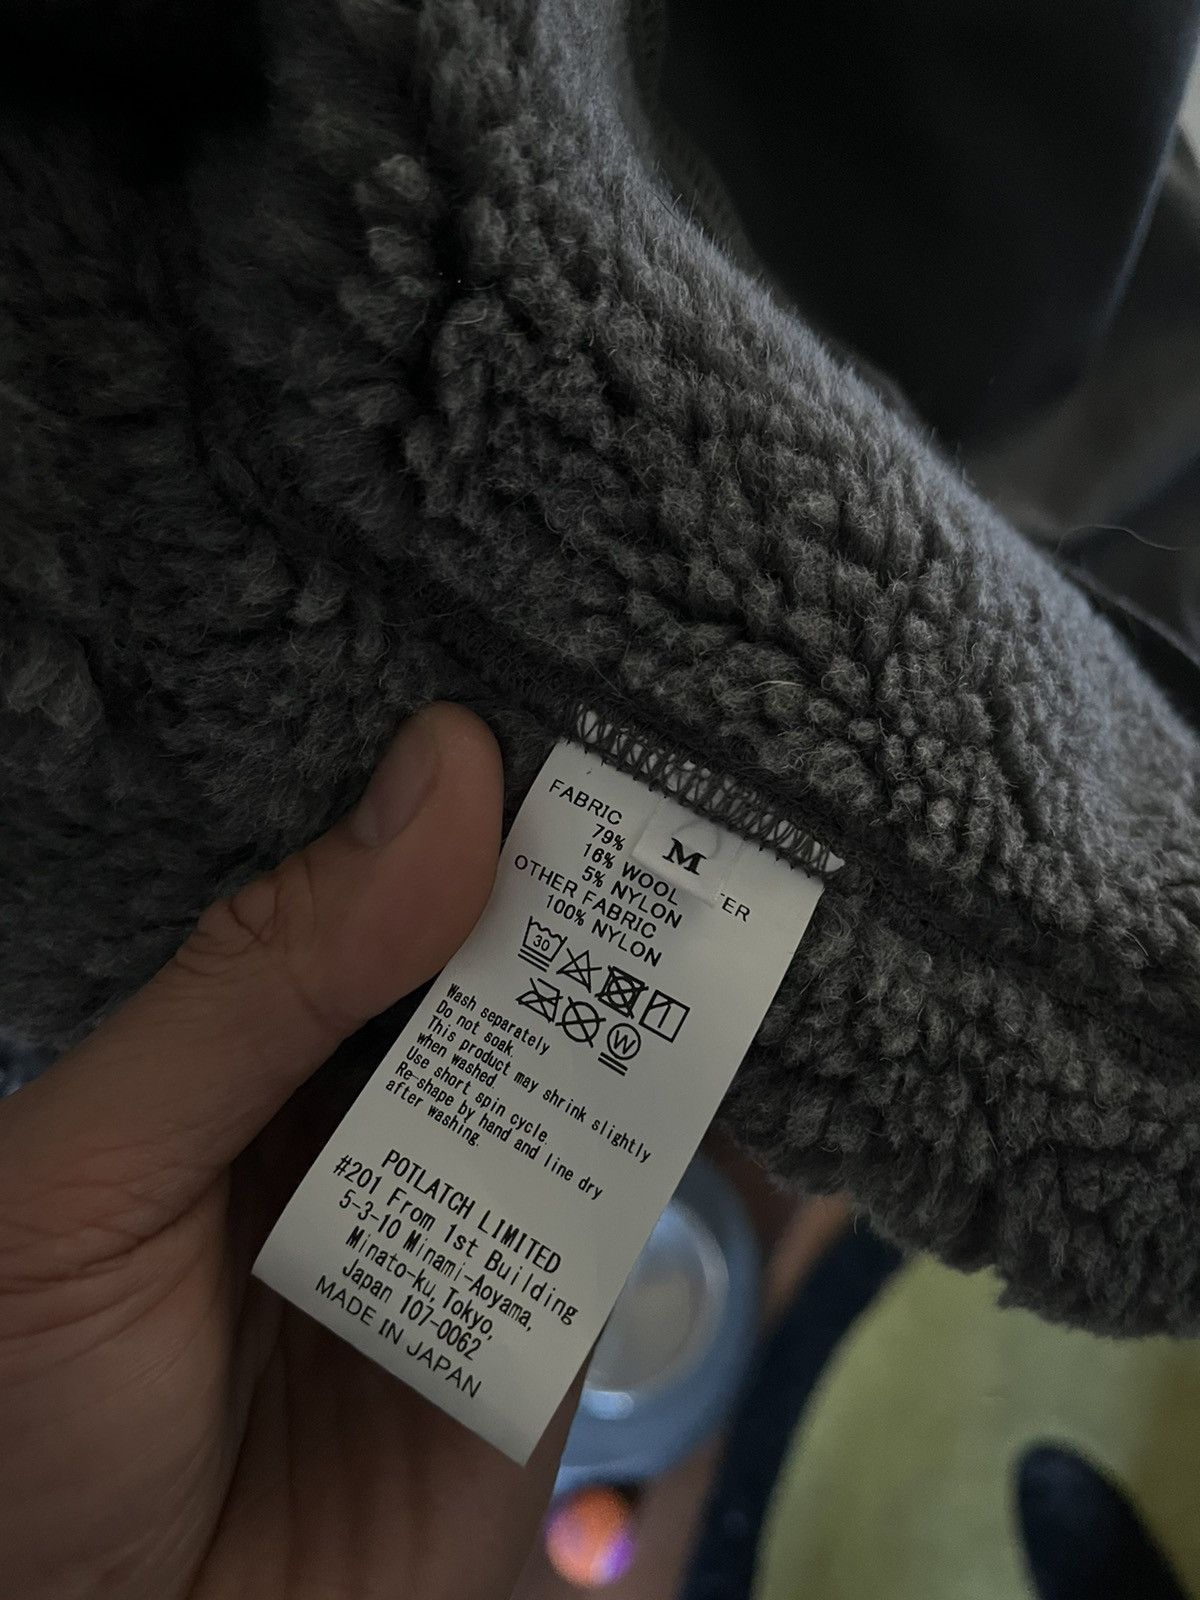 M
FABRIC
79% TER
16% WOOL
5% NYLON
OTHER FABRIC
100% NYLON
30
W
Wash separately
Do not soak.
This product may shrink slightly
when washed.
Use short spin cycle.
Re-shape by hand and line dry
after washing.
POTLATCH LIMITED
#201 From 1st Building
5-3-10 Minami-Aoyama,
Minato-ku, Tokyo,
Japan 107-0062
MADE IN JAPAN